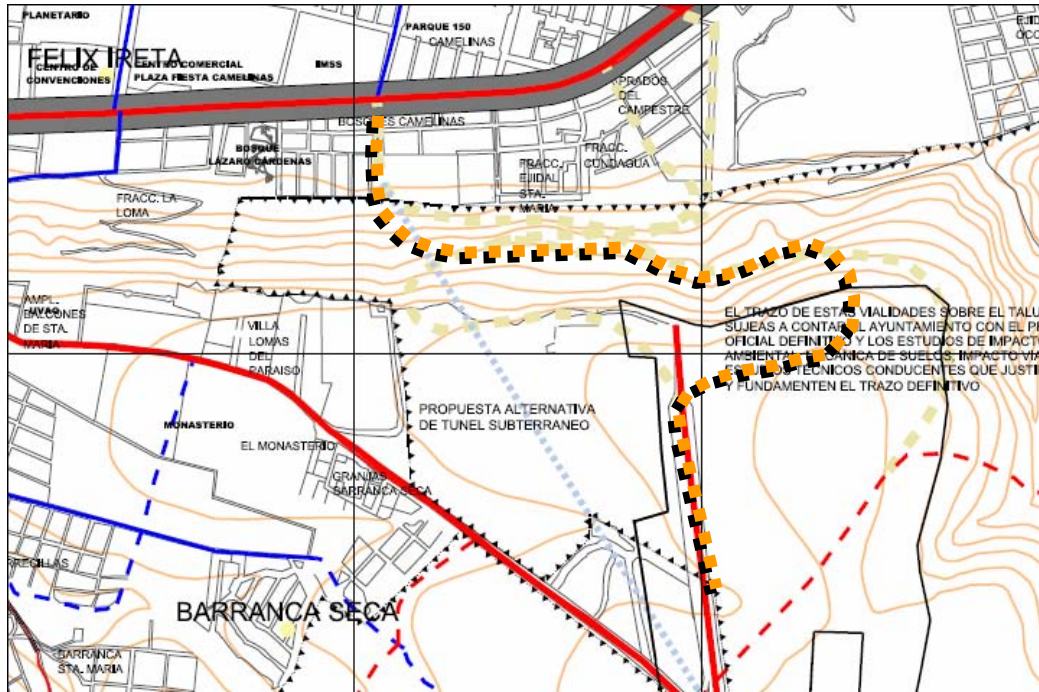 PLANETARIO
FELIX IRETA
CENTRO DE
CONVENCIONES
CENTRO COMERCIAL
PLAZA FIESTA CAMELINAS
IMSS
PARQUE 150
CAMELINAS
BOSQUES CAMELINAS
PRADOS
DEL
CAMPESTRE
BOSQUE
LAZARO CARDENAS
FRACC.
CUNDAGUA
FRACC.
EJIDAL
STA.
MARIA
FRACC. LA
LOMA
AMPL.
BALCONES
DE STA.
MARIA
UVAQ
VILLA
LOMAS
DEL
PARAISO
EL TRAZO DE ESTAS VIALIDADES SOBRE EL TALU
SUJEAS A CONTAR EL AYUNTAMIENTO CON EL P
OFICIAL DEFINITIVO Y LOS ESTUDIOS DE IMPACT
AMBIENTAL, MECANICA DE SUELOS, IMPACTO VIA
TECNICOS CONDUCENTES QUE JUSTI
Y FUNDAMENTEN EL TRAZO DEFINITIVO
PROPUESTA ALTERNATIVA
DE TUNEL SUBTERRANEO
MONASTERIO
EL MONASTERIO
GRANJAS
BARRANCA SECA
RRECILLAS
BARRANCA SECA
BARRANCA
STA. MARIA